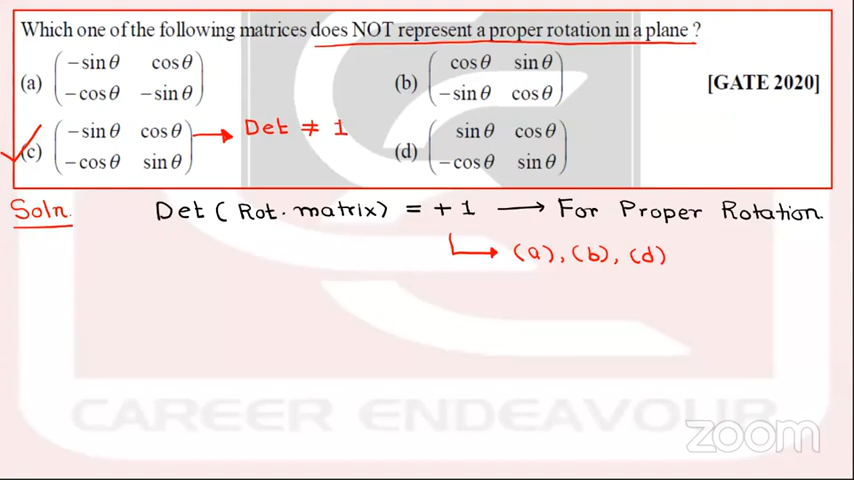 Which one of the following matrices does NOT represent a proper rotation in a plane ?
(a) (−sinθ cosθ
−cosθ −sinθ)
(b) (cosθ sinθ
−sinθ cosθ)
[GATE 2020]
(c) (−sinθ cosθ
−cosθ sinθ)
→ Det ≠ 1
(d) (sinθ cosθ
−cosθ sinθ)
Soln. Det ( Rot. matrix) = + 1 → For Proper Rotation.
→ (a), (b), (d)
CAREER ENDEAVOUR
zoom